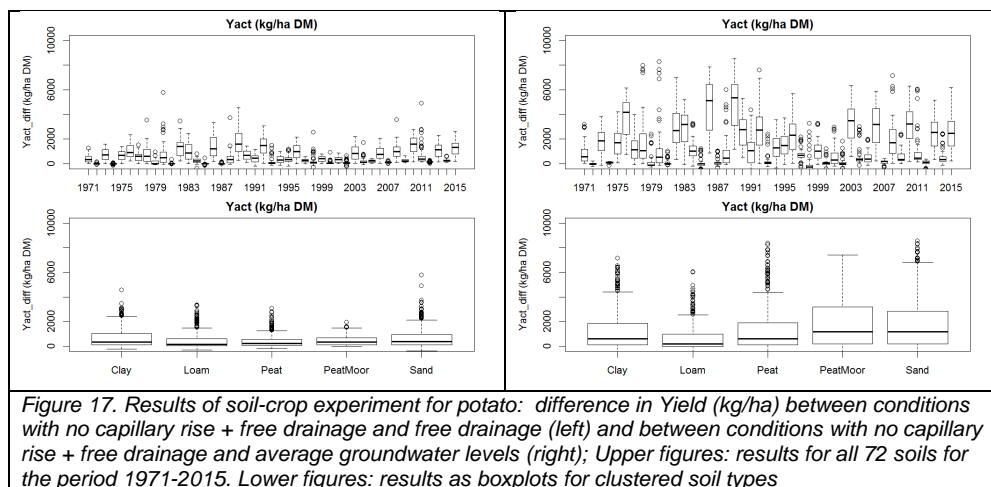 Yact (kg/ha DM)
Yact_diff (kg/ha DM)
0 2000 6000 10000
1971 1975 1979 1983 1987 1991 1995 1999 2003 2007 2011 2015
Yact (kg/ha DM)
Yact_diff (kg/ha DM)
0 2000 6000 10000
Clay Loam Peat PeatMoor Sand
Yact (kg/ha DM)
Yact_diff (kg/ha DM)
0 2000 6000 10000
1971 1975 1979 1983 1987 1991 1995 1999 2003 2007 2011 2015
Yact (kg/ha DM)
Yact_diff (kg/ha DM)
0 2000 6000 10000
Clay Loam Peat PeatMoor Sand
Figure 17. Results of soil-crop experiment for potato: difference in Yield (kg/ha) between conditions
with no capillary rise + free drainage and free drainage (left) and between conditions with no capillary
rise + free drainage and average groundwater levels (right); Upper figures: results for all 72 soils for
the period 1971-2015. Lower figures: results as boxplots for clustered soil types